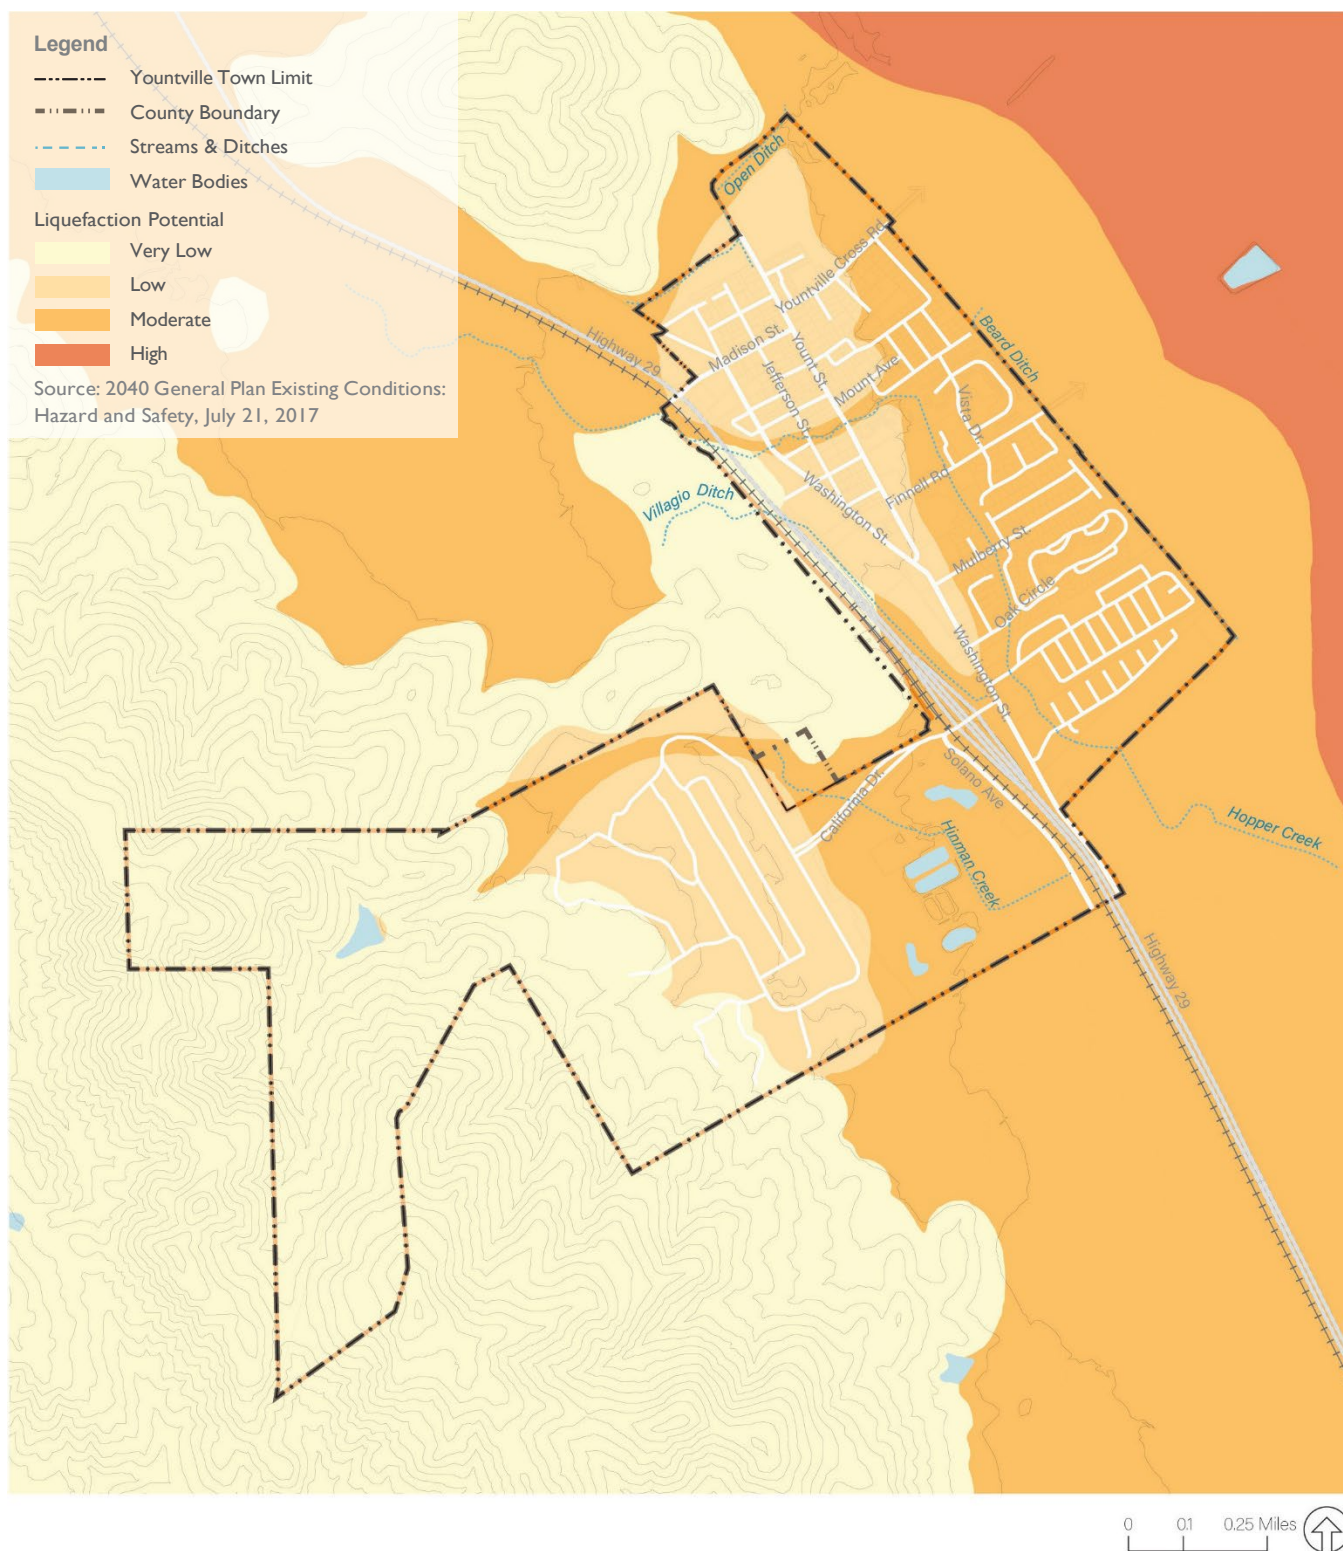 Legend
Yountville Town Limit
County Boundary
Streams & Ditches
Water Bodies
Liquefaction Potential
Very Low
Low
Moderate
High
Source: 2040 General Plan Existing Conditions:
Hazard and Safety, July 21, 2017
Open Ditch
Yountville Cross Rd
Highway 29
Madison St.
Yount St.
Jefferson St.
Mount Ave
Beard Ditch
Vista Dr.
Villagio Ditch
Washington St.
Finnell Rd
Mulberry St.
Oak Circle
Washington St.
Solano Ave
California Dr.
Hinman Creek
Hopper Creek
Highway 29
0 0.1 0.25 Miles